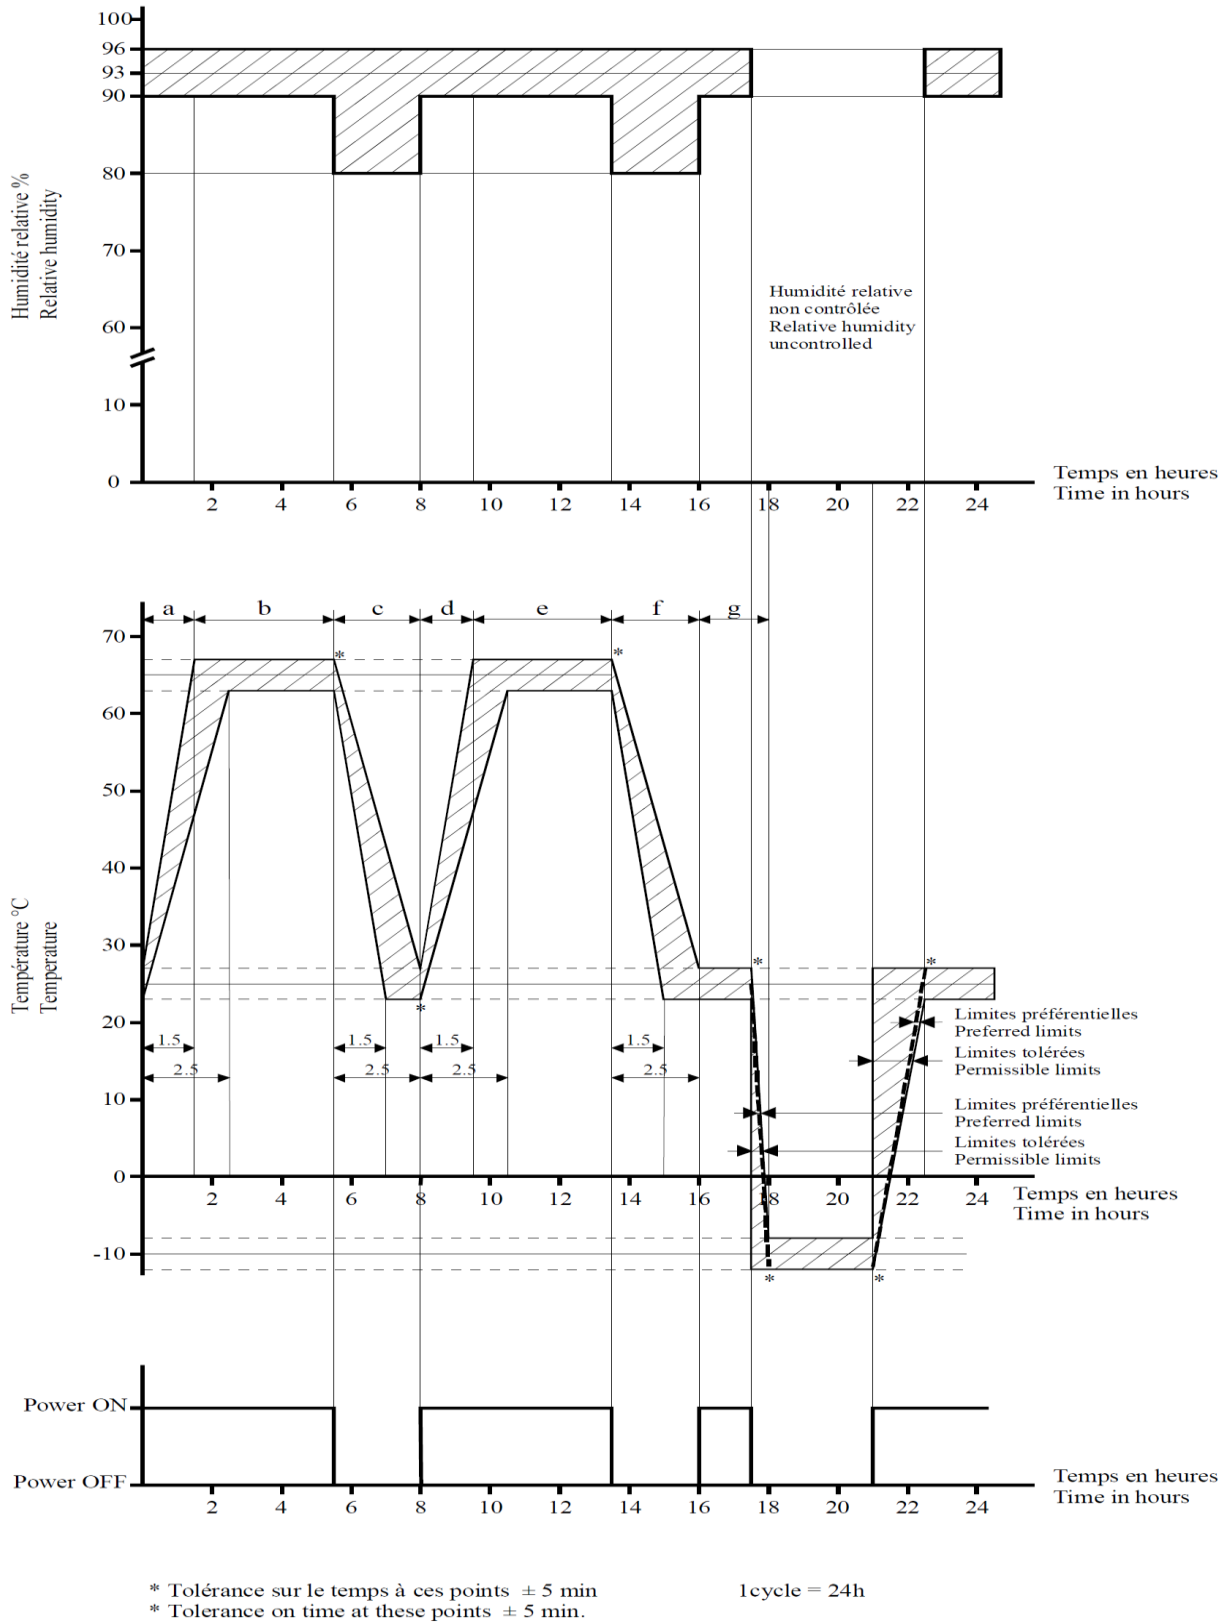 100
96
93
90
80
70
60
10
0
Humidité relative %
Relative humidity
Humidité relative
non contrôlée
Relative humidity
uncontrolled
2 4 6 8 10 12 14 16 18 20 22 24
Temps en heures
Time in hours
a b c d e f g
70
60
50
40
30
20
10
0
-10
Température °C
Temperature
* * * * * * *
1.5 1.5 1.5 1.5
2.5 2.5 2.5 2.5
Limites préférentielles
Preferred limits
Limites tolérées
Permissible limits
Limites préférentielles
Preferred limits
Limites tolérées
Permissible limits
2 4 6 8 10 12 14 16 18 20 22 24
Temps en heures
Time in hours
Power ON
Power OFF
2 4 6 8 10 12 14 16 18 20 22 24
Temps en heures
Time in hours
* Tolérance sur le temps à ces points ± 5 min
1cycle = 24h
* Tolerance on time at these points ± 5 min.